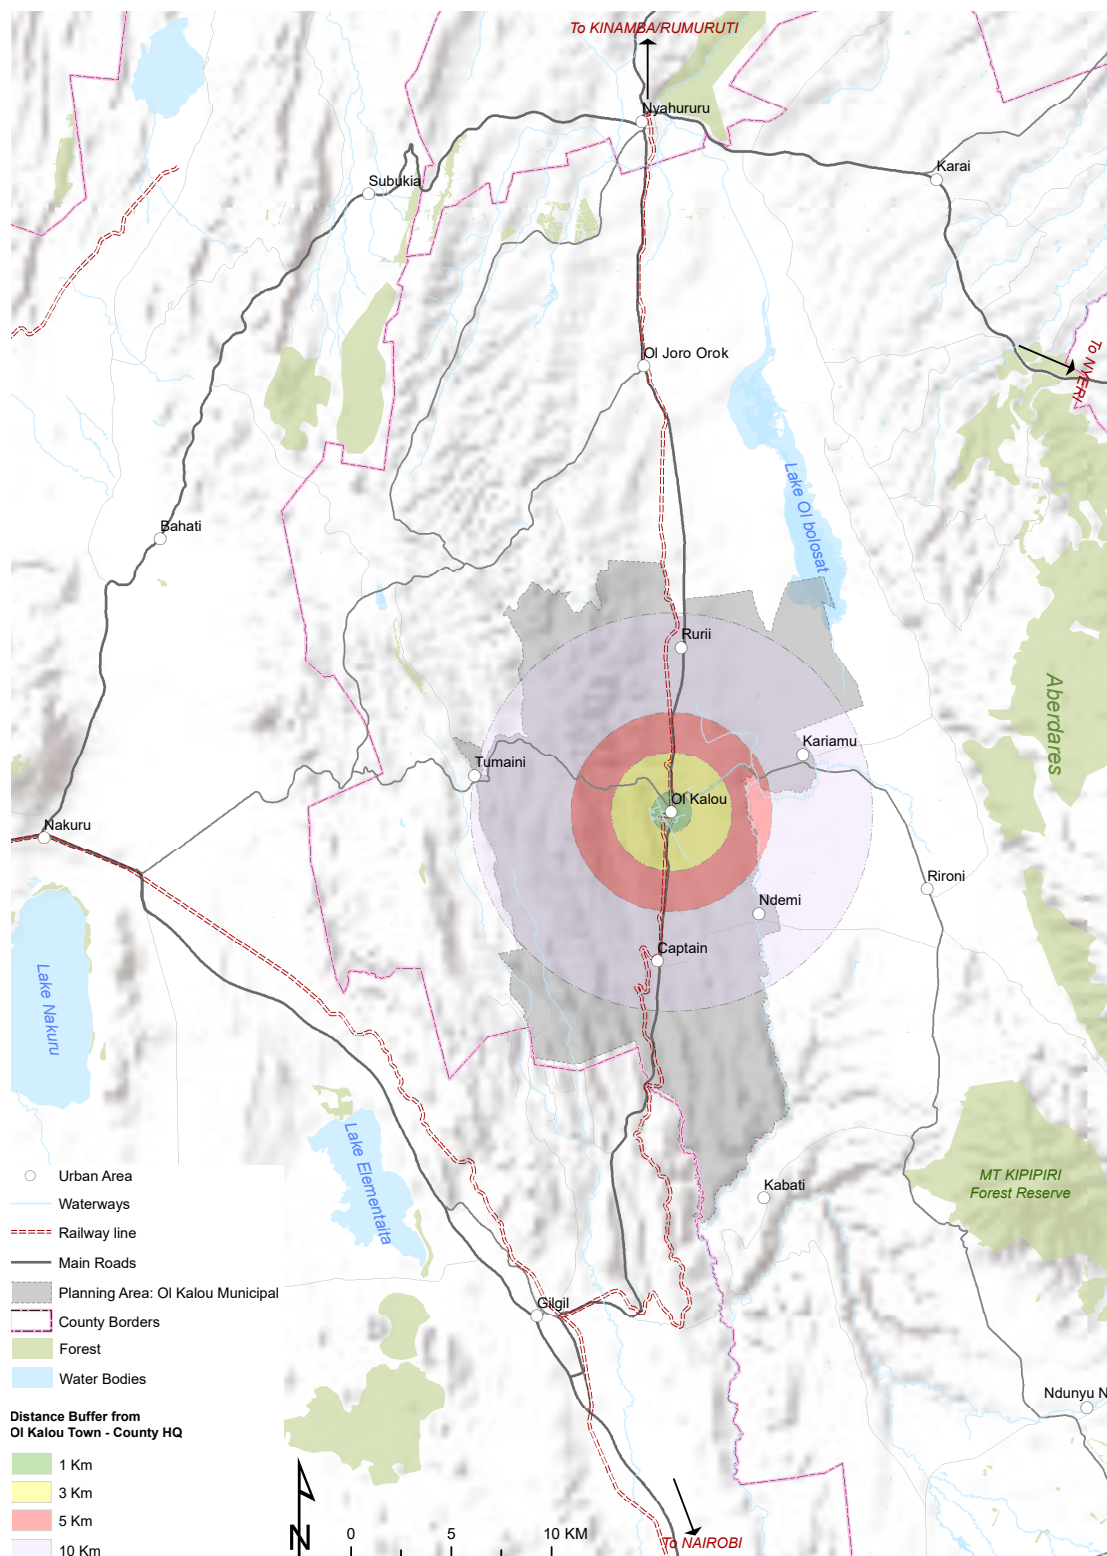 To KINAMBA/RUMURUTI
Nyahururu
Karai
Subukia
To NYERI
Ol Joro Orok
Lake Ol bolosat
Bahati
Rurii
Aberdares
Kariamu
Tumaini
Ol Kalou
Nakuru
Rironi
Ndemi
Captain
Lake Nakuru
Lake Elementaita
MT KIPIPIRI
Forest Reserve
Kabati
Gilgil
Ndunyu N
To NAIROBI
Urban Area
Waterways
Railway line
Main Roads
Planning Area: Ol Kalou Municipal
County Borders
Forest
Water Bodies
Distance Buffer from
Ol Kalou Town - County HQ
1 Km
3 Km
5 Km
10 Km
N
0 5 10 KM